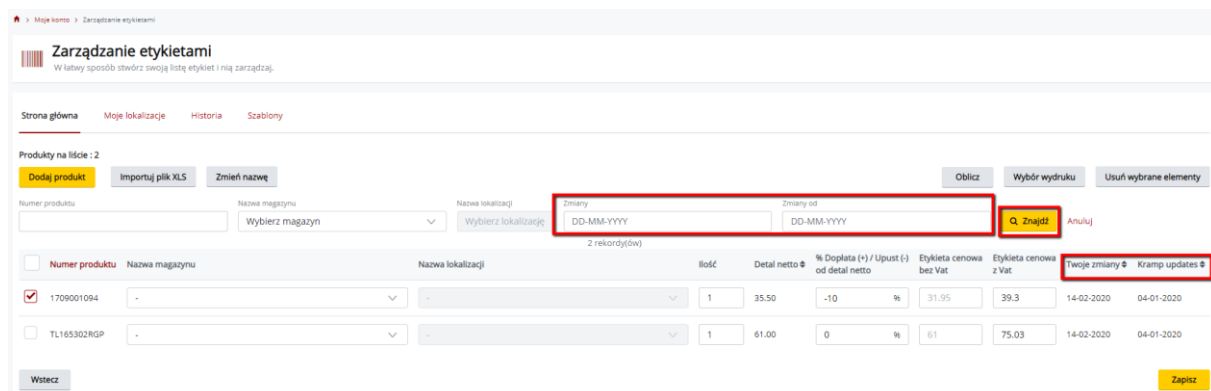 Moje konto > Zarządzanie etykietami
Zarządzanie etykietami
W łatwy sposób stwórz swoją listę etykiet i nią zarządzaj.
Strona główna Moje lokalizacje Historia Szablony
Produkty na liście : 2
Dodaj produkt Importuj plik XLS Zmień nazwę Oblicz Wybór wydruku Usuń wybrane elementy
Numer produktu Nazwa magazynu Nazwa lokalizacji Zmiany Zmiany od
Wybierz magazyn Wybierz lokalizację DD-MM-YYYY DD-MM-YYYY Znajdź Anuluj
2 rekordy(ów)
Numer produktu Nazwa magazynu Nazwa lokalizacji Ilość Detal netto % Dopłata (+) / Upust (-) od detal netto Etykieta cenowa bez Vat Etykieta cenowa z Vat Twoje zmiany Kramp updates
1709001094 - - 1 35.50 -10 % 31.95 39.3 14-02-2020 04-01-2020
TL165302RGP - - 1 61.00 0 % 61 75.03 14-02-2020 04-01-2020
Wstecz Zapisz